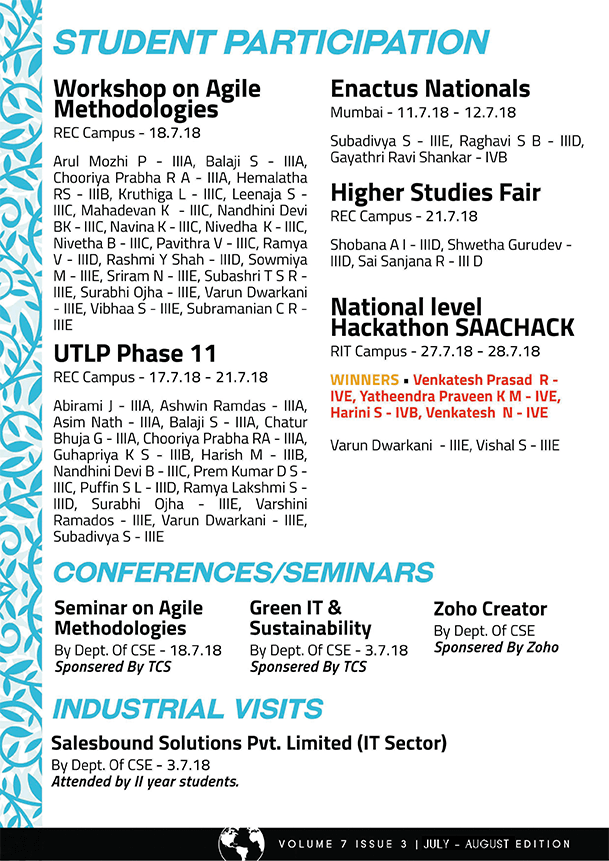 STUDENT PARTICIPATION
Workshop on Agile
Methodologies
REC Campus - 18.7.18
Arul Mozhi P - IIIA, Balaji S - IIIA,
Chooriya Prabha R A - IIIA, Hemalatha
RS - IIIB, Kruthiga L - IIIC, Leenaja S -
IIIC, Mahadevan K - IIIC, Nandhini Devi
BK - IIIC, Navina K - IIIC, Nivedha K - IIIC,
Nivetha B - IIIC, Pavithra V - IIIC, Ramya
V - IIID, Rashmi Y Shah - IIID, Sowmiya
M - IIIE, Sriram N - IIIE, Subashri T S R -
IIIE, Surabhi Ojha - IIIE, Varun Dwarkani
- IIIE, Vibhaa S - IIIE, Subramanian C R -
IIIE
UTLP Phase 11
REC Campus - 17.7.18 - 21.7.18
Abirami J - IIIA, Ashwin Ramdas - IIIA,
Asim Nath - IIIA, Balaji S - IIIA, Chatur
Bhuja G - IIIA, Chooriya Prabha RA - IIIA,
Guhapriya K S - IIIB, Harish M - IIIB,
Nandhini Devi B - IIIC, Prem Kumar D S -
IIIC, Puffin S L - IIID, Ramya Lakshmi S -
IIID, Surabhi Ojha - IIIE, Varshini
Ramados - IIIE, Varun Dwarkani - IIIE,
Subadivya S - IIIE
Enactus Nationals
Mumbai - 11.7.18 - 12.7.18
Subadivya S - IIIE, Raghavi S B - IIID,
Gayathri Ravi Shankar - IVB
Higher Studies Fair
REC Campus - 21.7.18
Shobana A I - IIID, Shwetha Gurudev -
IIID, Sai Sanjana R - III D
National level
Hackathon SAACHACK
RIT Campus - 27.7.18 - 28.7.18
WINNERS • Venkatesh Prasad R -
IVE, Yatheendra Praveen K M - IVE,
Harini S - IVB, Venkatesh N - IVE
Varun Dwarkani - IIIE, Vishal S - IIIE
CONFERENCES/SEMINARS
Seminar on Agile
Methodologies
By Dept. Of CSE - 18.7.18
Sponsered By TCS
Green IT &
Sustainability
By Dept. Of CSE - 3.7.18
Sponsered By TCS
Zoho Creator
By Dept. Of CSE
Sponsered By Zoho
INDUSTRIAL VISITS
Salesbound Solutions Pvt. Limited (IT Sector)
By Dept. Of CSE - 3.7.18
Attended by II year students.
VOLUME 7 ISSUE 3 | JULY - AUGUST EDITION